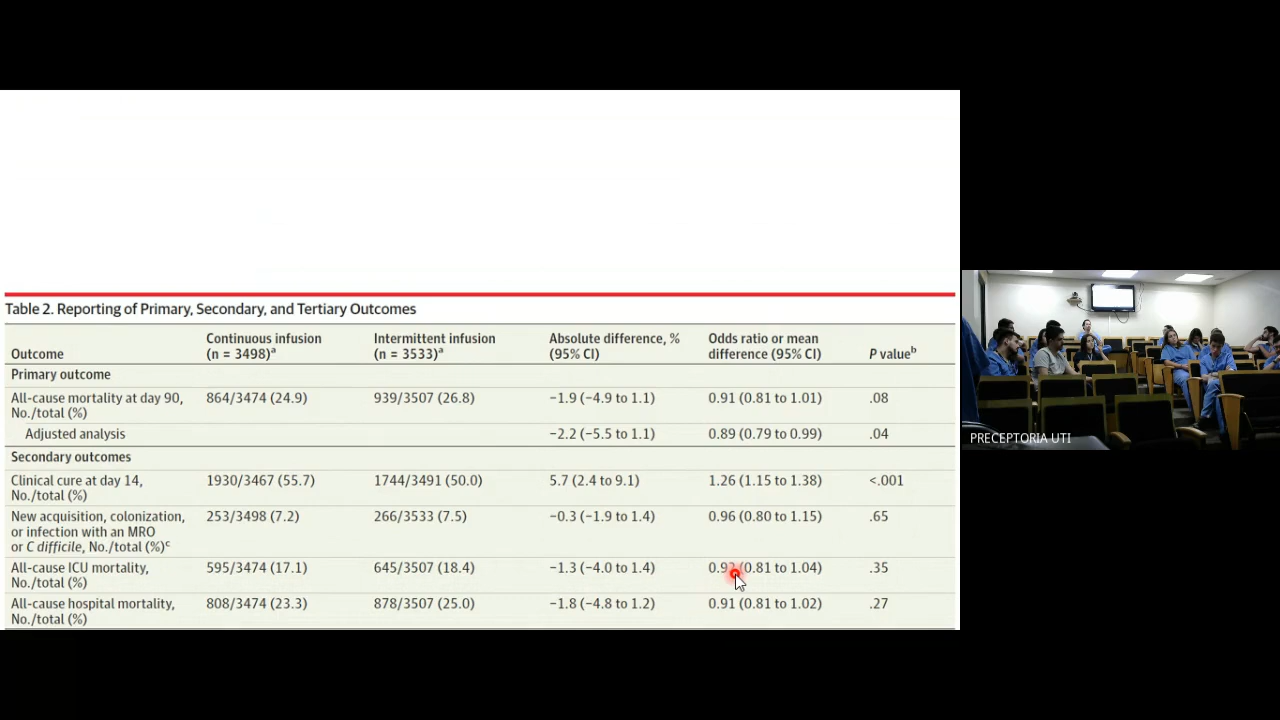 Table 2. Reporting of Primary, Secondary, and Tertiary Outcomes
Outcome Continuous infusion (n = 3498)a Intermittent infusion (n = 3533)a Absolute difference, % (95% CI) Odds ratio or mean difference (95% CI) P valueb
Primary outcome
All-cause mortality at day 90, No./total (%) 864/3474 (24.9) 939/3507 (26.8) −1.9 (−4.9 to 1.1) 0.91 (0.81 to 1.01) .08
Adjusted analysis −2.2 (−5.5 to 1.1) 0.89 (0.79 to 0.99) .04
Secondary outcomes
Clinical cure at day 14, No./total (%) 1930/3467 (55.7) 1744/3491 (50.0) 5.7 (2.4 to 9.1) 1.26 (1.15 to 1.38) <.001
New acquisition, colonization, or infection with an MRO or C difficile, No./total (%)c 253/3498 (7.2) 266/3533 (7.5) −0.3 (−1.9 to 1.4) 0.96 (0.80 to 1.15) .65
All-cause ICU mortality, No./total (%) 595/3474 (17.1) 645/3507 (18.4) −1.3 (−4.0 to 1.4) (0.81 to 1.04) .35
All-cause hospital mortality, No./total (%) 808/3474 (23.3) 878/3507 (25.0) −1.8 (−4.8 to 1.2) 0.91 (0.81 to 1.02) .27
PRECEPTORIA UTI